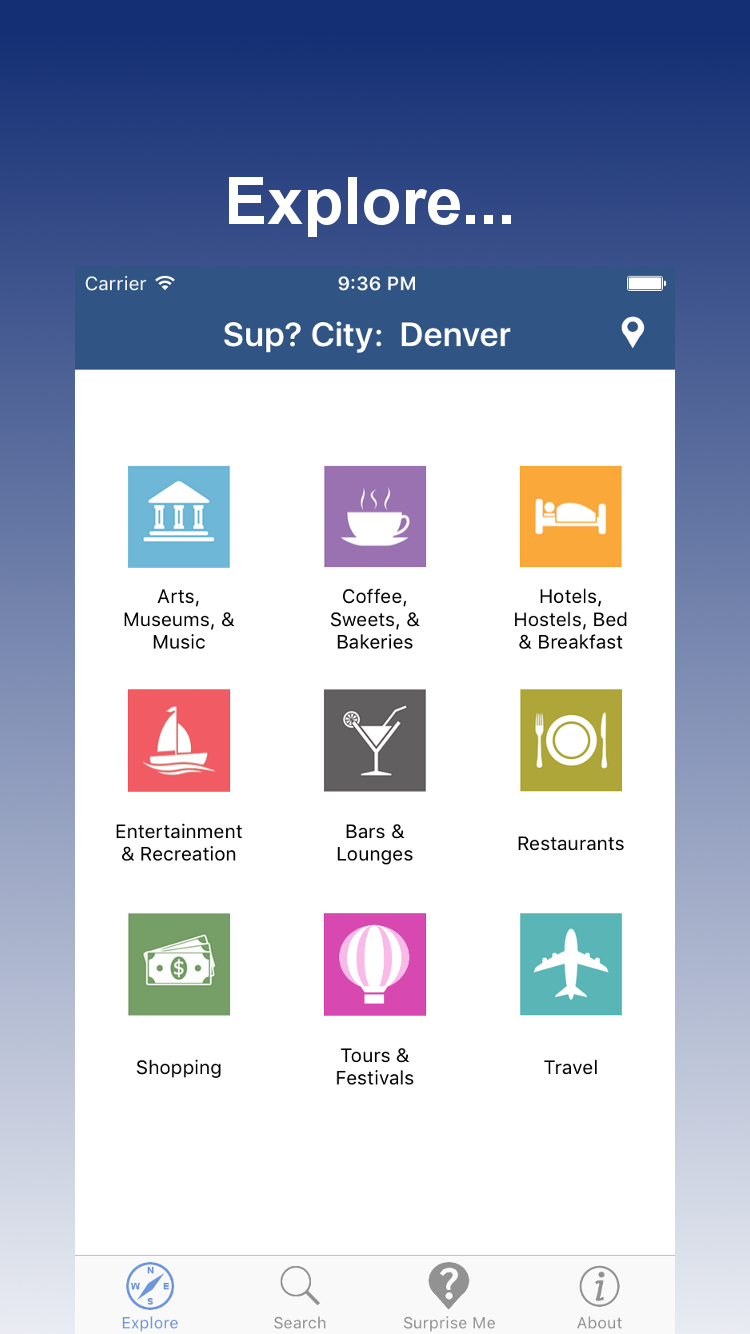 Explore...
Carrier 9:36 PM
Sup? City: Denver
Arts,
Museums, &
Music
Coffee,
Sweets, &
Bakeries
Hotels,
Hostels, Bed
& Breakfast
Entertainment
& Recreation
Bars &
Lounges
Restaurants
$
Shopping
Tours &
Festivals
Travel
N
W E
S
Explore
Search
?
Surprise Me
i
About